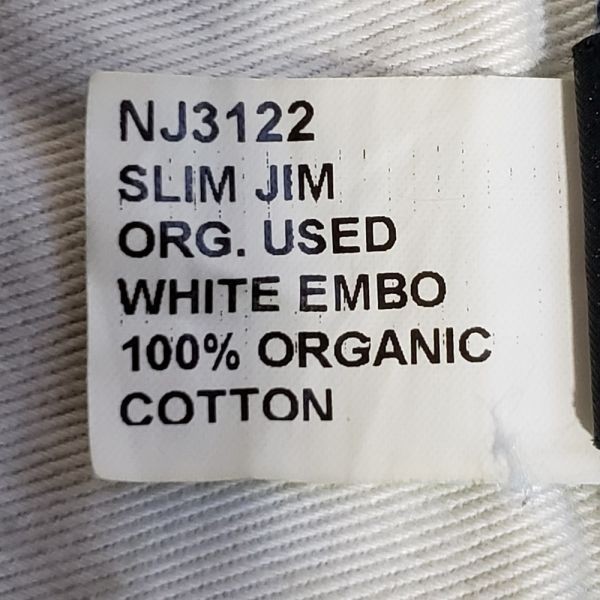 NJ3122
SLIM JIM
ORG. USED
WHITE EMBO
100% ORGANIC
COTTON